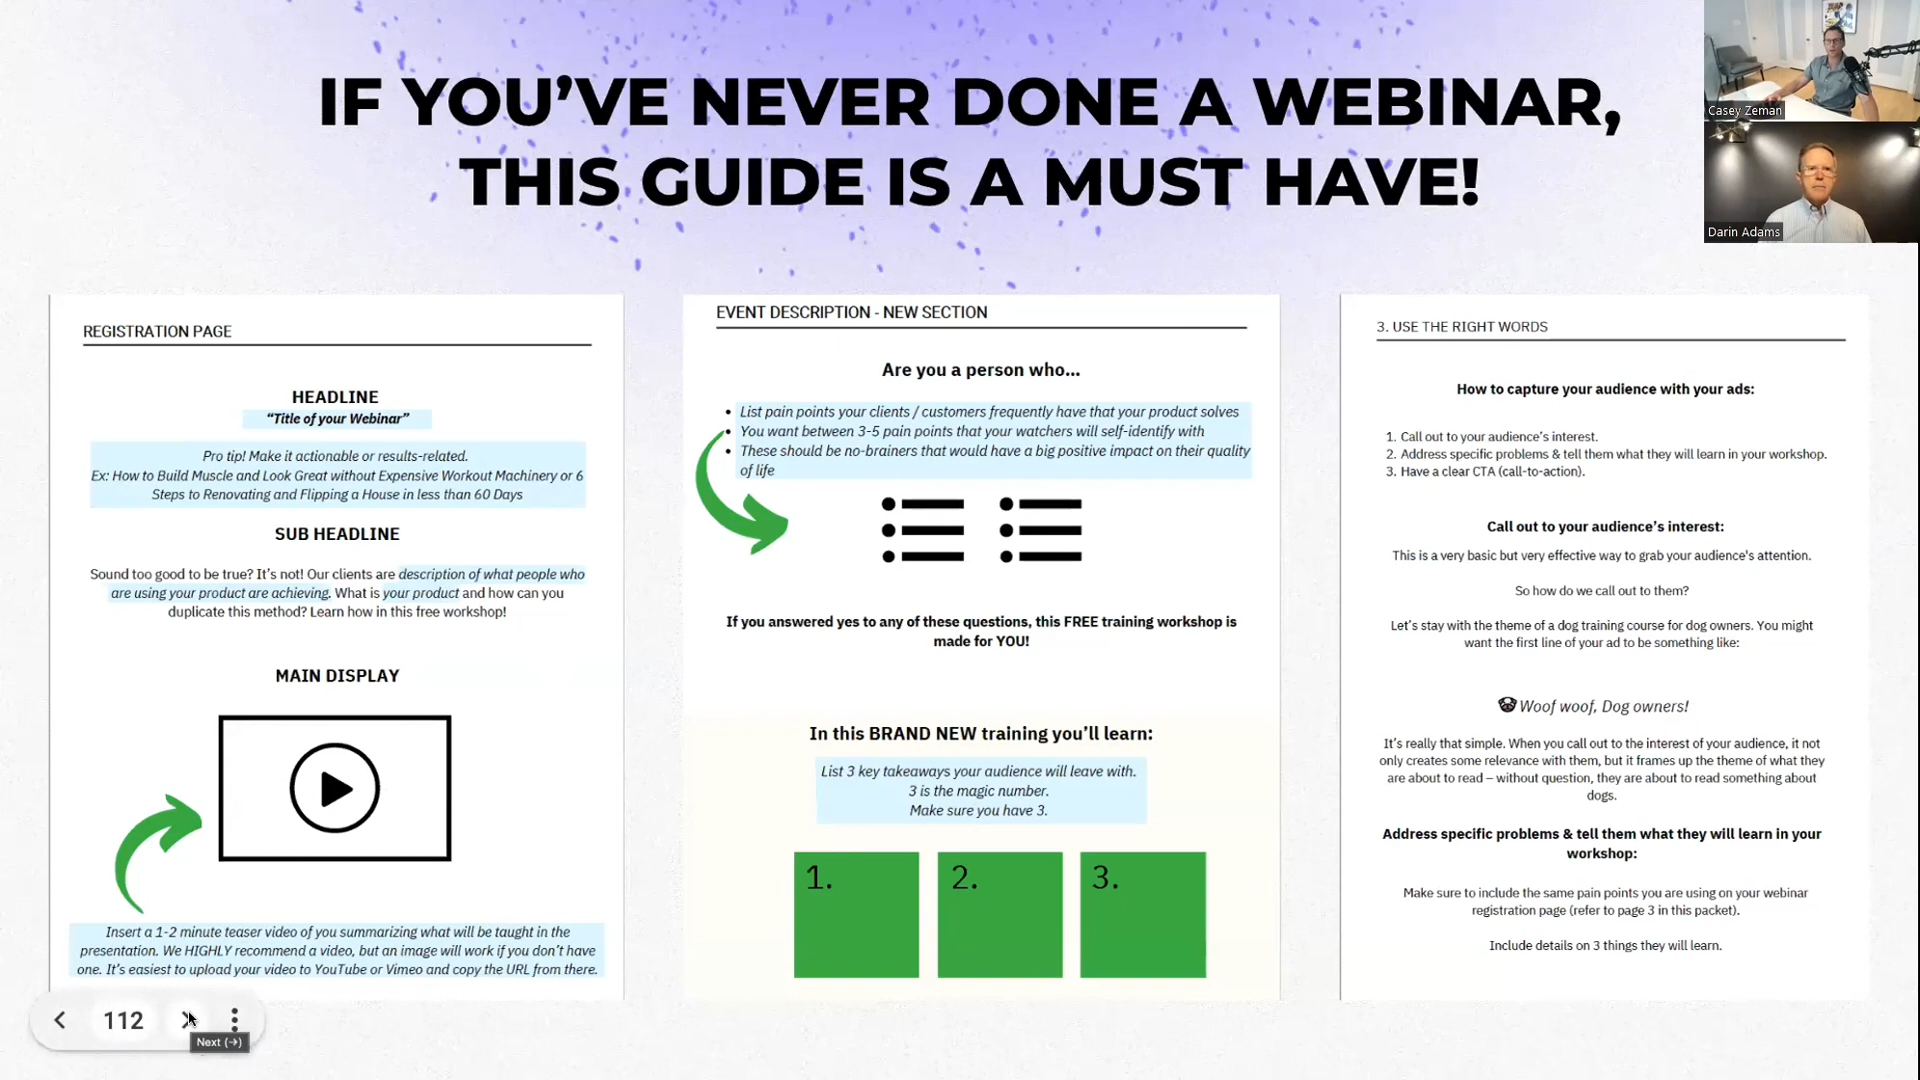 IF YOU’VE NEVER DONE A WEBINAR,
THIS GUIDE IS A MUST HAVE!
Casey Zeman
Darin Adams
REGISTRATION PAGE
HEADLINE
“Title of your Webinar”
Pro tip! Make it actionable or results-related.
Ex: How to Build Muscle and Look Great without Expensive Workout Machinery or 6
Steps to Renovating and Flipping a House in less than 60 Days
SUB HEADLINE
Sound too good to be true? It’s not! Our clients are description of what people who
are using your product are achieving. What is your product and how can you
duplicate this method? Learn how in this free workshop!
MAIN DISPLAY
Insert a 1-2 minute teaser video of you summarizing what will be taught in the
presentation. We HIGHLY recommend a video, but an image will work if you don’t have
one. It’s easiest to upload your video to YouTube or Vimeo and copy the URL from there.
EVENT DESCRIPTION - NEW SECTION
Are you a person who...
• List pain points your clients / customers frequently have that your product solves
• You want between 3-5 pain points that your watchers will self-identify with
• These should be no-brainers that would have a big positive impact on their quality
of life
If you answered yes to any of these questions, this FREE training workshop is
made for YOU!
In this BRAND NEW training you’ll learn:
List 3 key takeaways your audience will leave with.
3 is the magic number.
Make sure you have 3.
1. 2. 3.
3. USE THE RIGHT WORDS
How to capture your audience with your ads:
1. Call out to your audience’s interest.
2. Address specific problems & tell them what they will learn in your workshop.
3. Have a clear CTA (call-to-action).
Call out to your audience’s interest:
This is a very basic but very effective way to grab your audience's attention.
So how do we call out to them?
Let’s stay with the theme of a dog training course for dog owners. You might
want the first line of your ad to be something like:
Woof woof, Dog owners!
It’s really that simple. When you call out to the interest of your audience, it not
only creates some relevance with them, but it frames up the theme of what they
are about to read – without question, they are about to read something about
dogs.
Address specific problems & tell them what they will learn in your
workshop:
Make sure to include the same pain points you are using on your webinar
registration page (refer to page 3 in this packet).
Include details on 3 things they will learn.
112
Next (→)